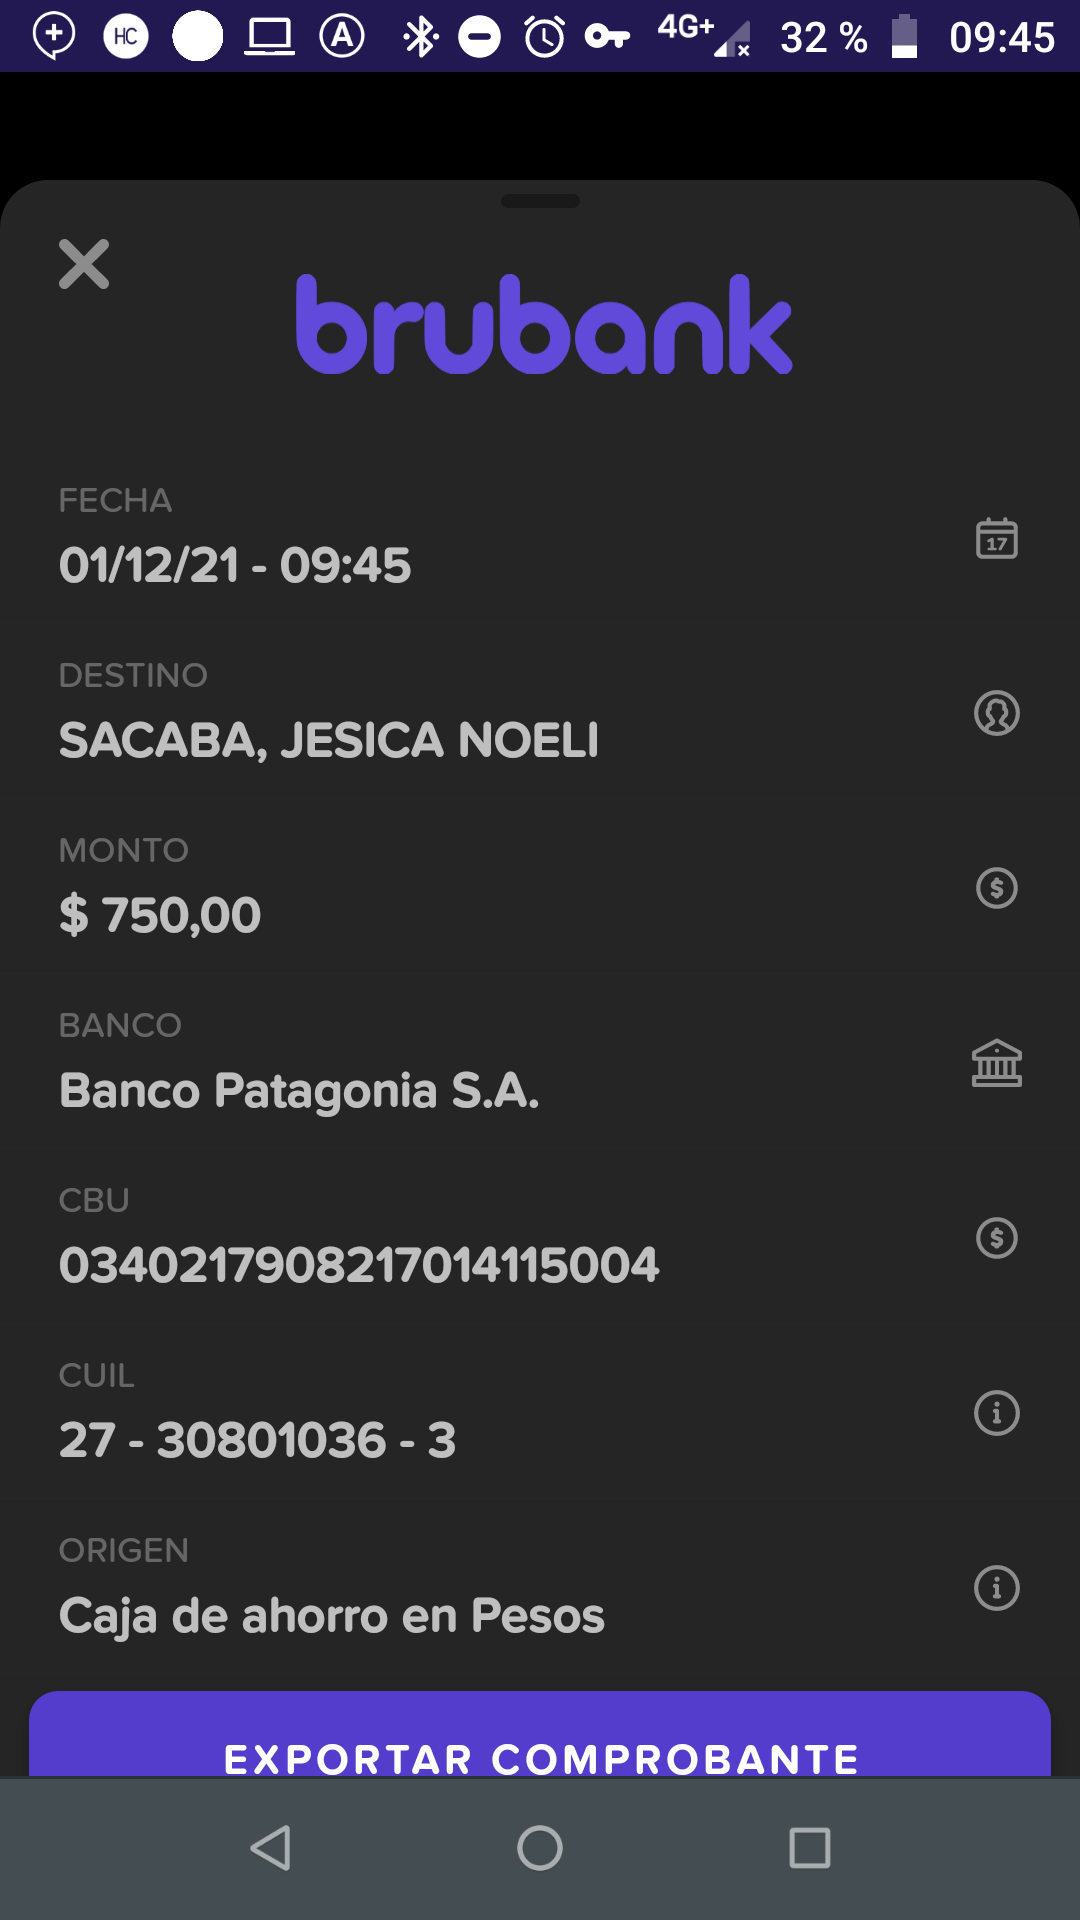 HC A 4G+ 32 % 09:45
brubank
FECHA
01/12/21 - 09:45
17
DESTINO
SACABA, JESICA NOELI
MONTO
$ 750,00
$
BANCO
Banco Patagonia S.A.
CBU
0340217908217014115004
$
CUIL
27 - 30801036 - 3
i
ORIGEN
Caja de ahorro en Pesos
i
EXPORTAR COMPROBANTE